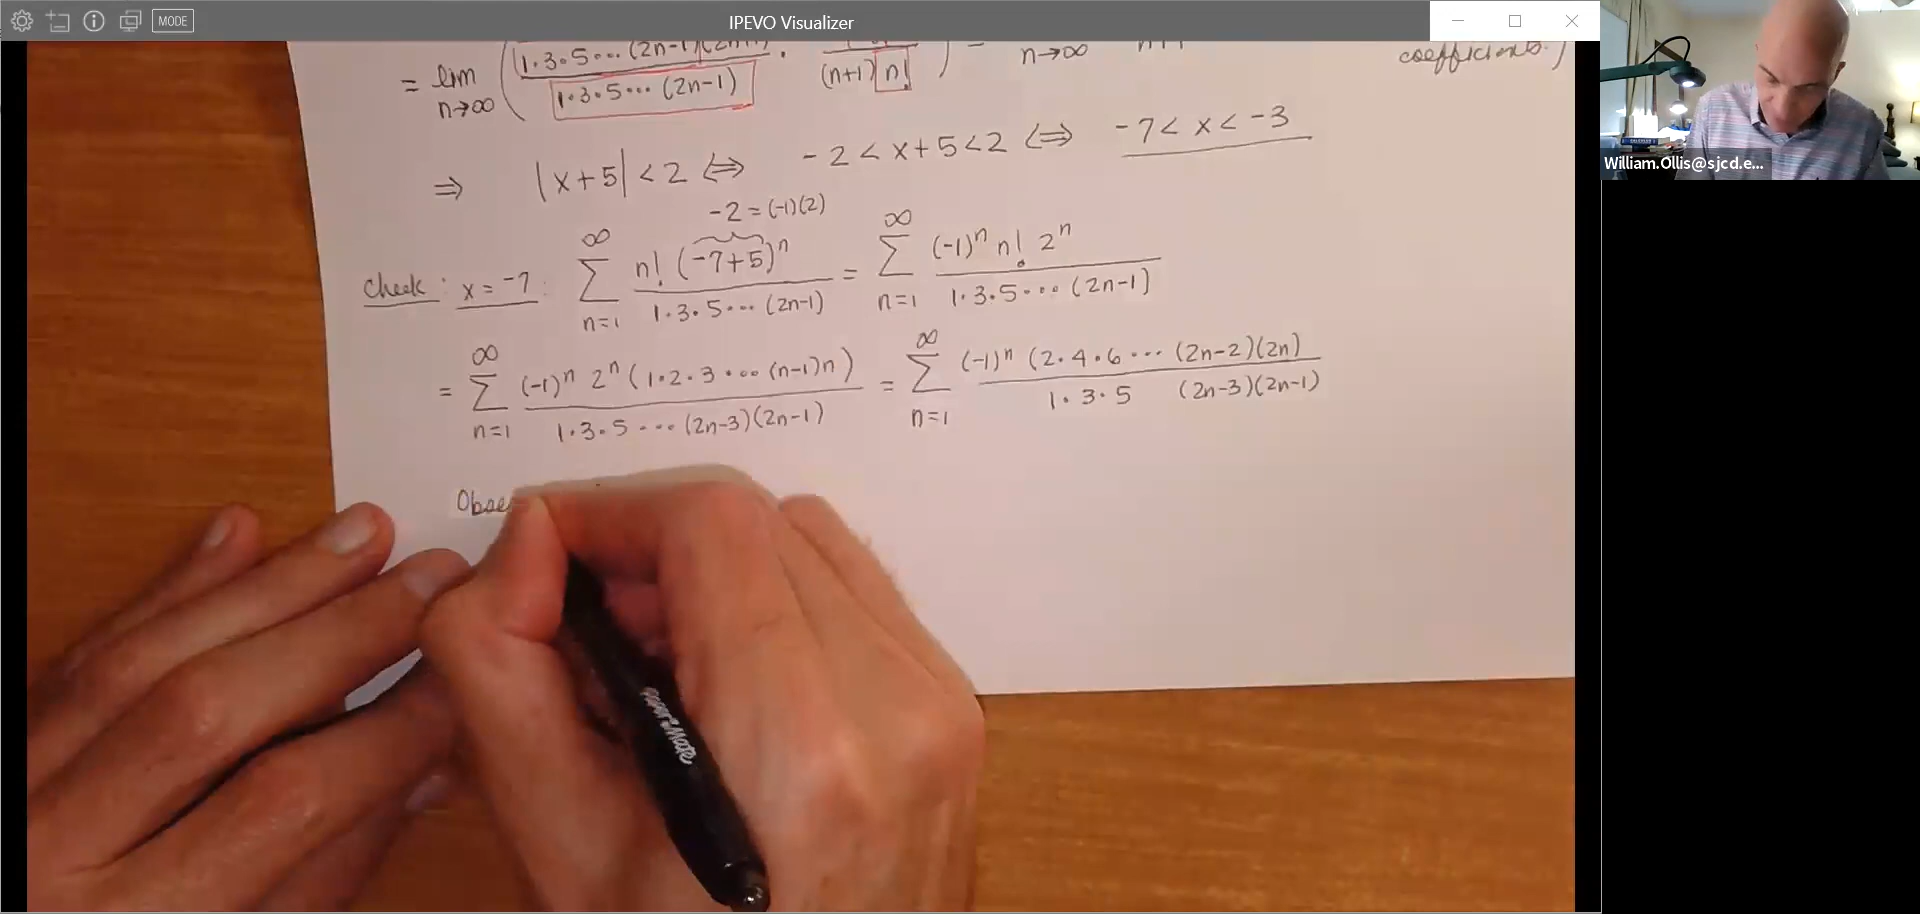 MODE
IPEVO Visualizer
= lim n→∞ ( 1·3·5··· (2n-1)(2n+1) / 1·3·5··· (2n-1) · / (n+1) n! ) = n→∞
coefficients.)
⇒ |x+5| < 2 ⟺ -2 < x+5 < 2 ⟺ -7 < x < -3
-2 = (-1)(2)
Check: x = -7: ∞ Σ n=1 n! (-7+5)^n / 1·3·5··· (2n-1) = ∞ Σ n=1 (-1)^n n! 2^n / 1·3·5··· (2n-1)
= ∞ Σ n=1 (-1)^n 2^n (1·2·3···(n-1)n) / 1·3·5···(2n-3)(2n-1) = ∞ Σ n=1 (-1)^n (2·4·6···(2n-2)(2n) / 1·3·5 (2n-3)(2n-1)
Obse
William.Ollis@sjcd.e...
paper:mate